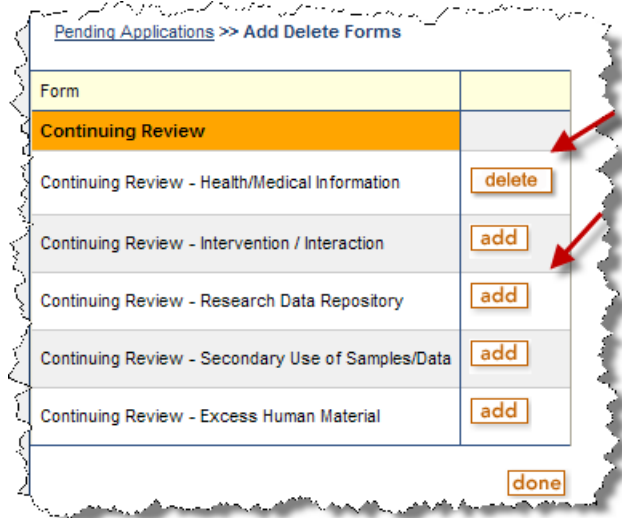 Pending Applications >> Add Delete Forms
Form
Continuing Review
Continuing Review - Health/Medical Information delete
Continuing Review - Intervention / Interaction add
Continuing Review - Research Data Repository add
Continuing Review - Secondary Use of Samples/Data add
Continuing Review - Excess Human Material add
done